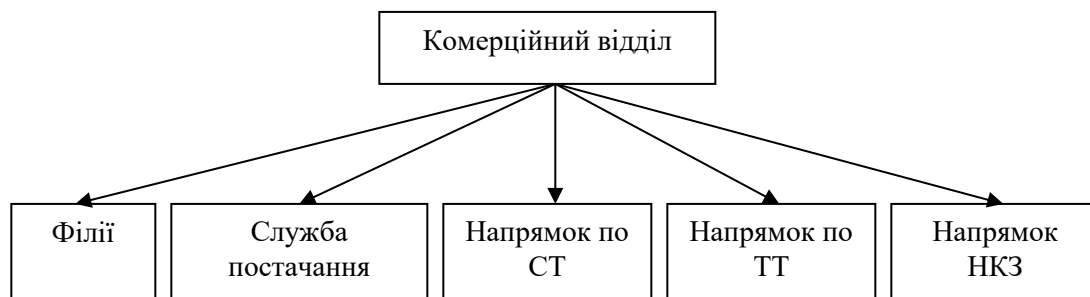 Комерційний відділ
Філії
Служба
постачання
Напрямок по
СТ
Напрямок по
ТТ
Напрямок
НКЗ